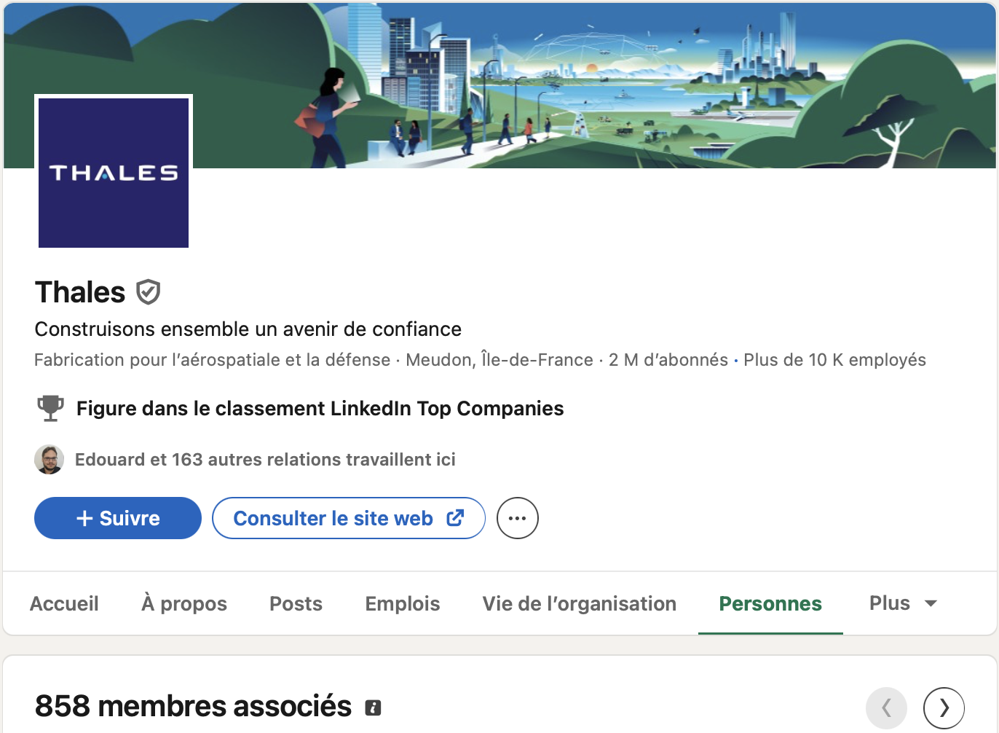 THALES
Thales
Construisons ensemble un avenir de confiance
Fabrication pour l’aérospatiale et la défense · Meudon, Île-de-France · 2 M d’abonnés · Plus de 10 K employés
Figure dans le classement LinkedIn Top Companies
Edouard et 163 autres relations travaillent ici
+ Suivre Consulter le site web ...
Accueil À propos Posts Emplois Vie de l’organisation Personnes Plus
858 membres associés